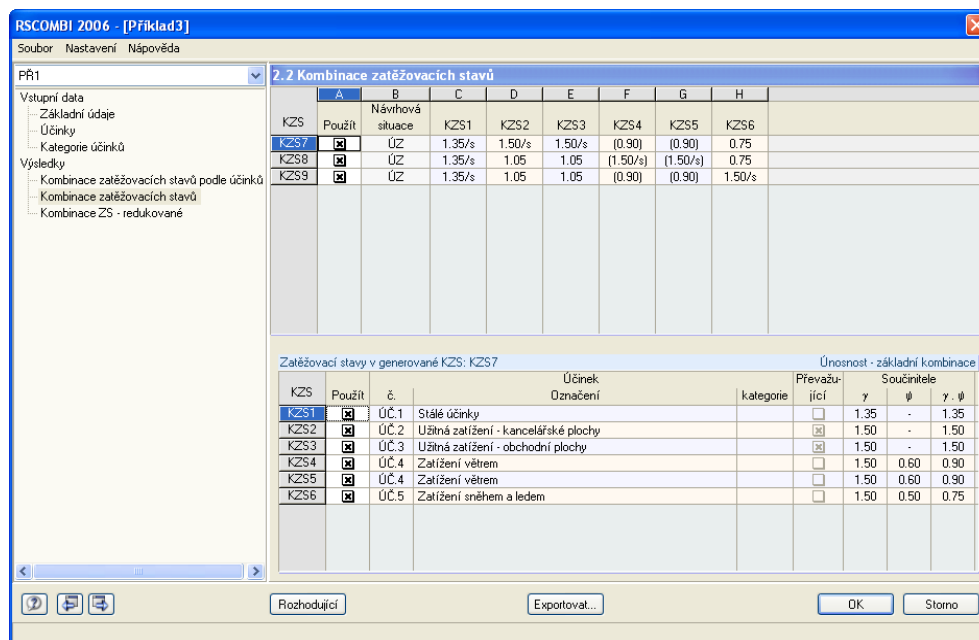 RSCOMBI 2006 - [Příklad3]
Soubor Nastavení Nápověda
PŘ1
Vstupní data
Základní údaje
Účinky
Kategorie účinků
Výsledky
Kombinace zatěžovacích stavů podle účinků
Kombinace zatěžovacích stavů
Kombinace ZS - redukované
2.2 Kombinace zatěžovacích stavů
A B C D E F G H
KZS Použít Návrhová situace KZS1 KZS2 KZS3 KZS4 KZS5 KZS6
KZS7 ÚZ 1.35/s 1.50/s 1.50/s (0.90) (0.90) 0.75
KZS8 ÚZ 1.35/s 1.05 1.05 (1.50/s) (1.50/s) 0.75
KZS9 ÚZ 1.35/s 1.05 1.05 (0.90) (0.90) 1.50/s
Zatěžovací stavy v generované KZS: KZS7 Únosnost - základní kombinace
Účinek Převažu- Součinitele
KZS Použít č. Označení kategorie jící γ ψ γ . ψ
KZS1 ÚČ.1 Stálé účinky 1.35 - 1.35
KZS2 ÚČ.2 Užitná zatížení - kancelářské plochy 1.50 - 1.50
KZS3 ÚČ.3 Užitná zatížení - obchodní plochy 1.50 - 1.50
KZS4 ÚČ.4 Zatížení větrem 1.50 0.60 0.90
KZS5 ÚČ.4 Zatížení větrem 1.50 0.60 0.90
KZS6 ÚČ.5 Zatížení sněhem a ledem 1.50 0.50 0.75
Rozhodující Exportovat... OK Storno